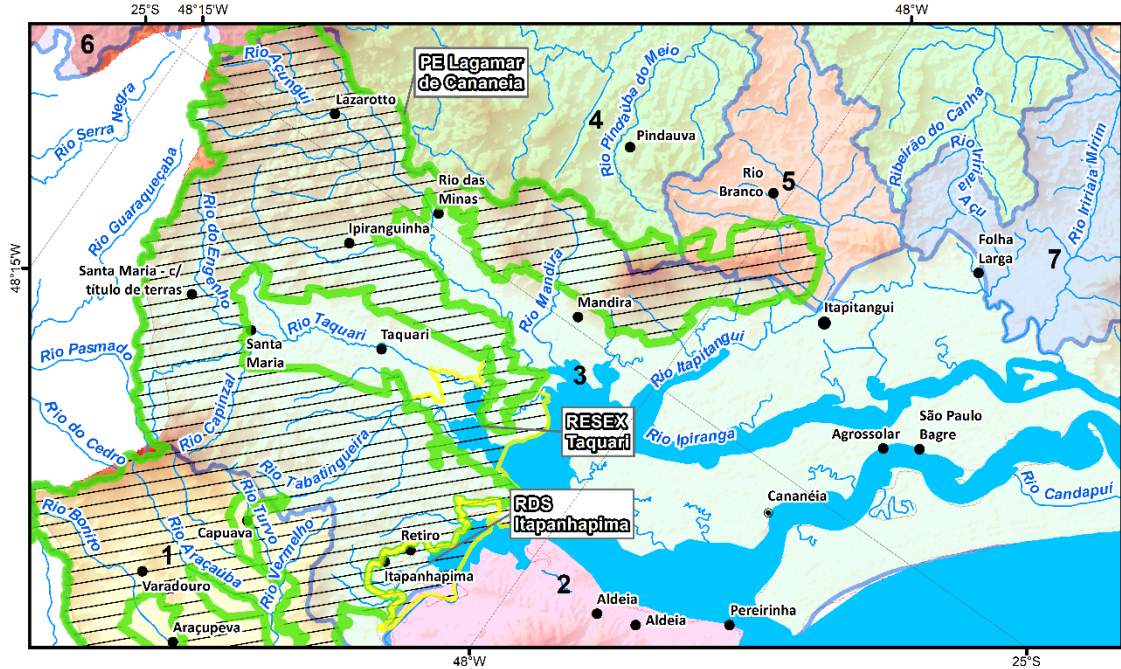 25°S
48°15'W
48°W
6
Rio Açungui
PE Lagamar
de Cananeia
Lazarotto
Rio Serra Negra
4
Rio Pindaúba do Meio
Pindauva
Ribeirão do Canha
Rio Iririaia
Açu
Rio Iririaia Mirim
Rio Guaraqueçaba
Rio das
Minas
Rio
Branco
5
Ipiranguinha
Rio do Engenho
Folha
Larga
7
48°15'W
Santa Maria - c/
título de terras
Rio Mandira
Mandira
Itapitangui
Rio Taquari
Santa
Maria
Taquari
Rio Pasmado
3
Rio Itapitangui
Rio do Cedro
Rio Capinzal
RESEX
Taquari
Rio Ipiranga
Agrossolar
São Paulo
Bagre
Rio Tabatingueira
Rio Candapuí
Cananéia
RDS
Itapanhapima
Rio Bonito
Capuava
Rio Turvo
Rio Vermelho
Retiro
Rio Araçaúba
1
Itapanhapima
Varadouro
2
Aldeia
Aldeia
Pereirinha
Araçupeva
48°W
25°S